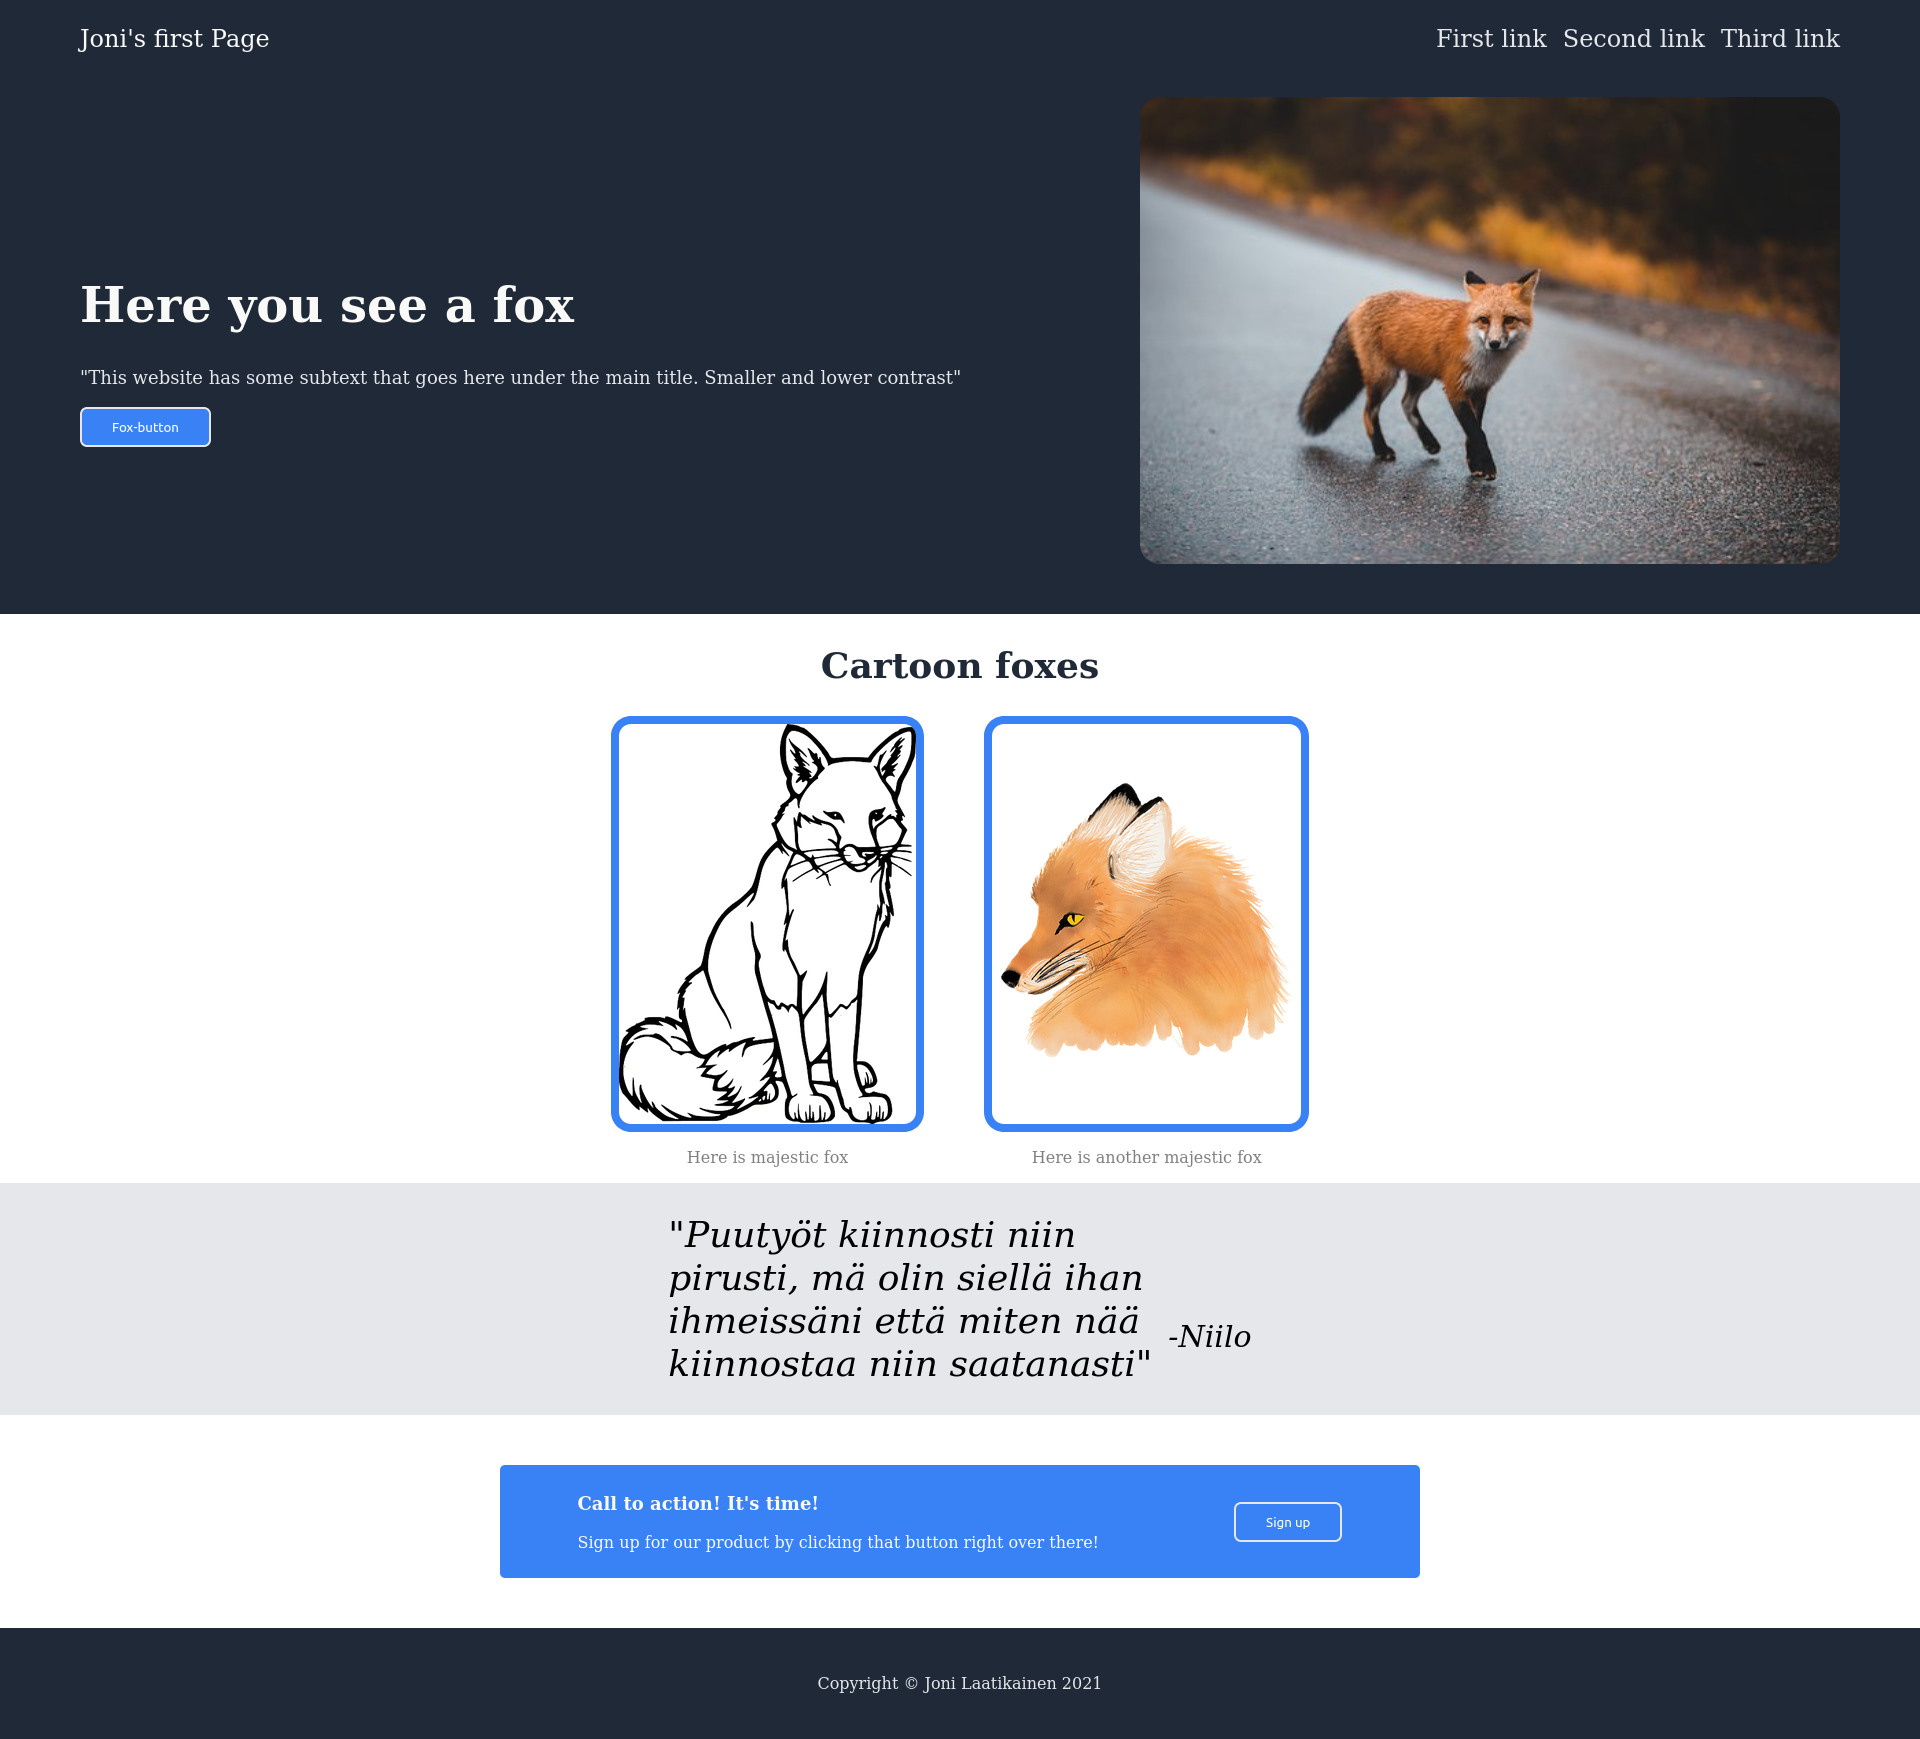 Joni's first Page
First link Second link Third link
Here you see a fox
"This website has some subtext that goes here under the main title. Smaller and lower contrast"
Fox-button
Cartoon foxes
Here is majestic fox
Here is another majestic fox
"Puutyöt kiinnosti niin
pirusti, mä olin siellä ihan
ihmeissäni että miten nää
kiinnostaa niin saatanasti"
-Niilo
Call to action! It's time!
Sign up for our product by clicking that button right over there!
Sign up
Copyright © Joni Laatikainen 2021